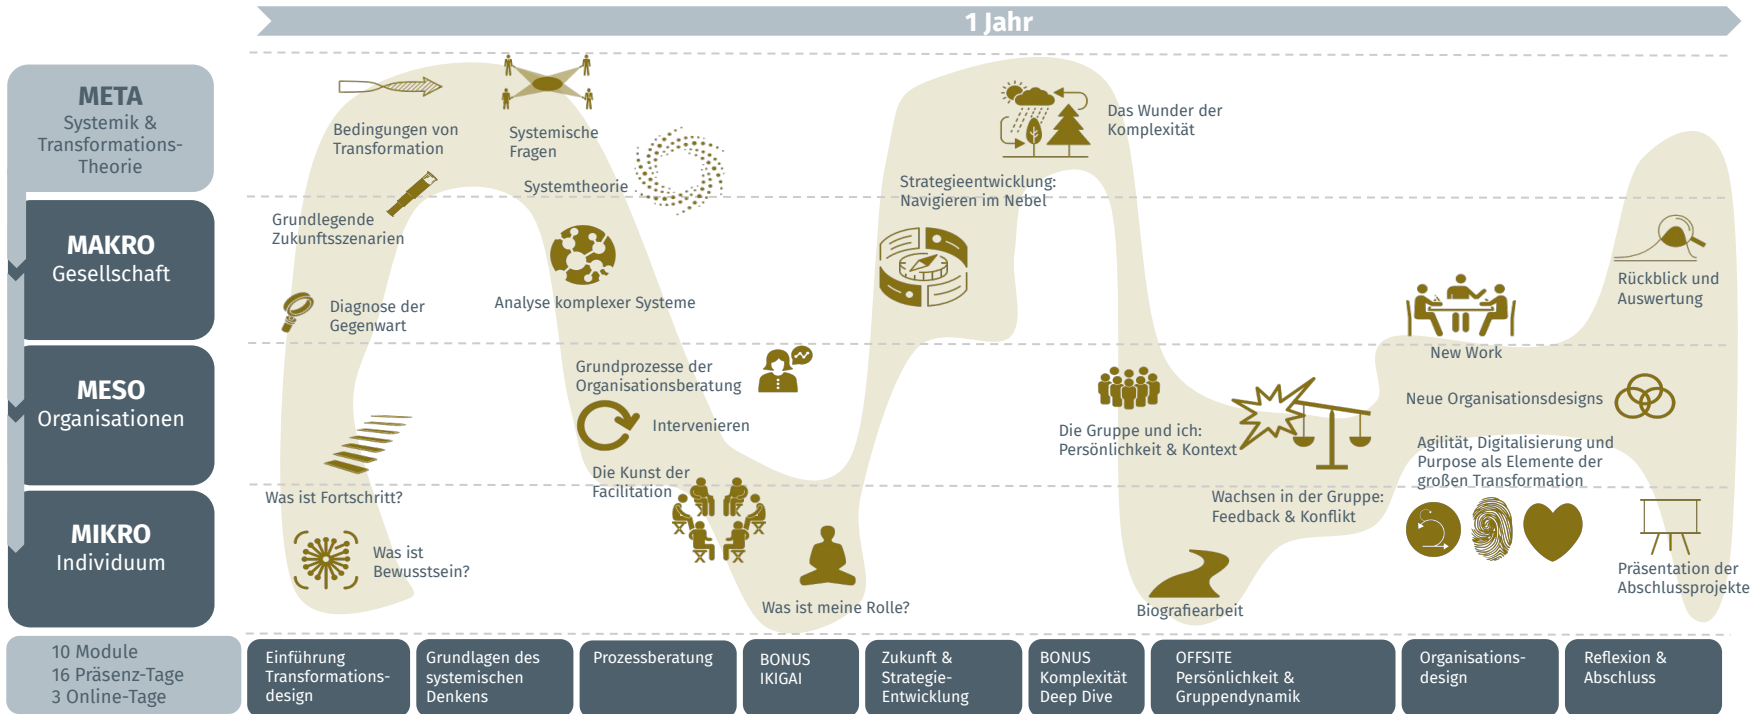 1 Jahr
META
Systemik &
Transformations-
Theorie
MAKRO
Gesellschaft
MESO
Organisationen
MIKRO
Individuum
10 Module
16 Präsenz-Tage
3 Online-Tage
Bedingungen von
Transformation
Systemische
Fragen
Systemtheorie
Grundlegende
Zukunftsszenarien
Diagnose der
Gegenwart
Analyse komplexer Systeme
Was ist Fortschritt?
Was ist
Bewusstsein?
Grundprozesse der
Organisationsberatung
Intervenieren
Die Kunst der
Facilitation
Was ist meine Rolle?
Strategieentwicklung:
Navigieren im Nebel
Das Wunder der
Komplexität
Die Gruppe und ich:
Persönlichkeit & Kontext
Wachsen in der Gruppe:
Feedback & Konflikt
Biografiearbeit
New Work
Neue Organisationsdesigns
Agilität, Digitalisierung und
Purpose als Elemente der
großen Transformation
Rückblick und
Auswertung
Präsentation der
Abschlussprojekte
Einführung
Transformations-
design
Grundlagen des
systemischen
Denkens
Prozessberatung
BONUS
IKIGAI
Zukunft &
Strategie-
Entwicklung
BONUS
Komplexität
Deep Dive
OFFSITE
Persönlichkeit &
Gruppendynamik
Organisations-
design
Reflexion &
Abschluss